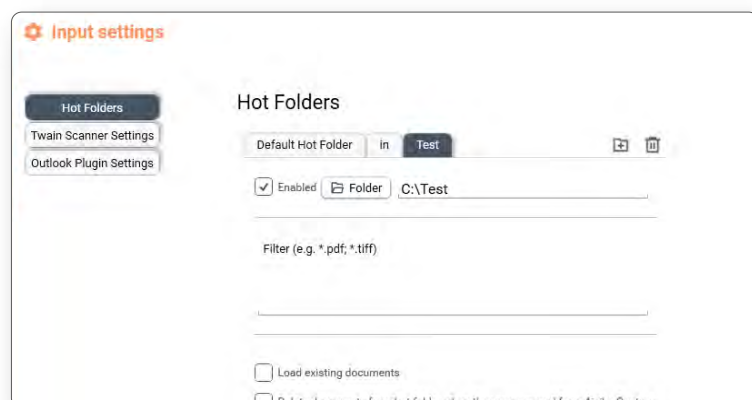 Input settings
Hot Folders
Hot Folders
Twain Scanner Settings
Outlook Plugin Settings
Default Hot Folder in Test
Enabled Folder C:\Test
Filter (e.g. *.pdf; *.tiff)
Load existing documents